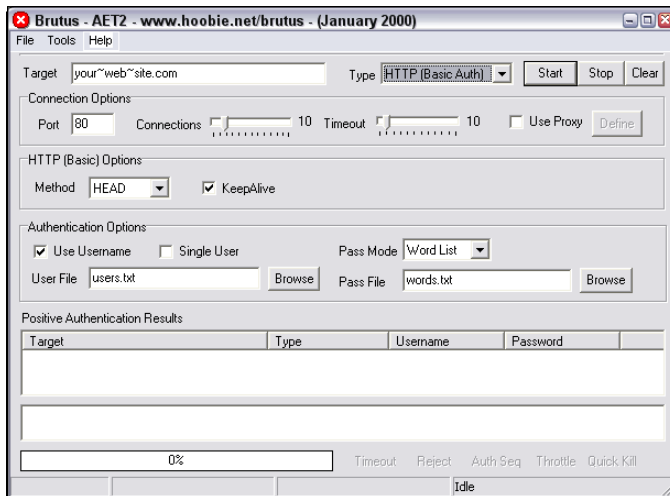 Brutus - AET2 - www.hoobie.net/brutus - (January 2000)
File Tools Help
Target your~web~site.com Type HTTP (Basic Auth) Start Stop Clear
Connection Options
Port 80 Connections 10 Timeout 10 Use Proxy Define
HTTP (Basic) Options
Method HEAD KeepAlive
Authentication Options
Use Username Single User Pass Mode Word List
User File users.txt Browse Pass File words.txt Browse
Positive Authentication Results
Target Type Username Password
0% Timeout Reject Auth Seq Throttle Quick Kill
Idle